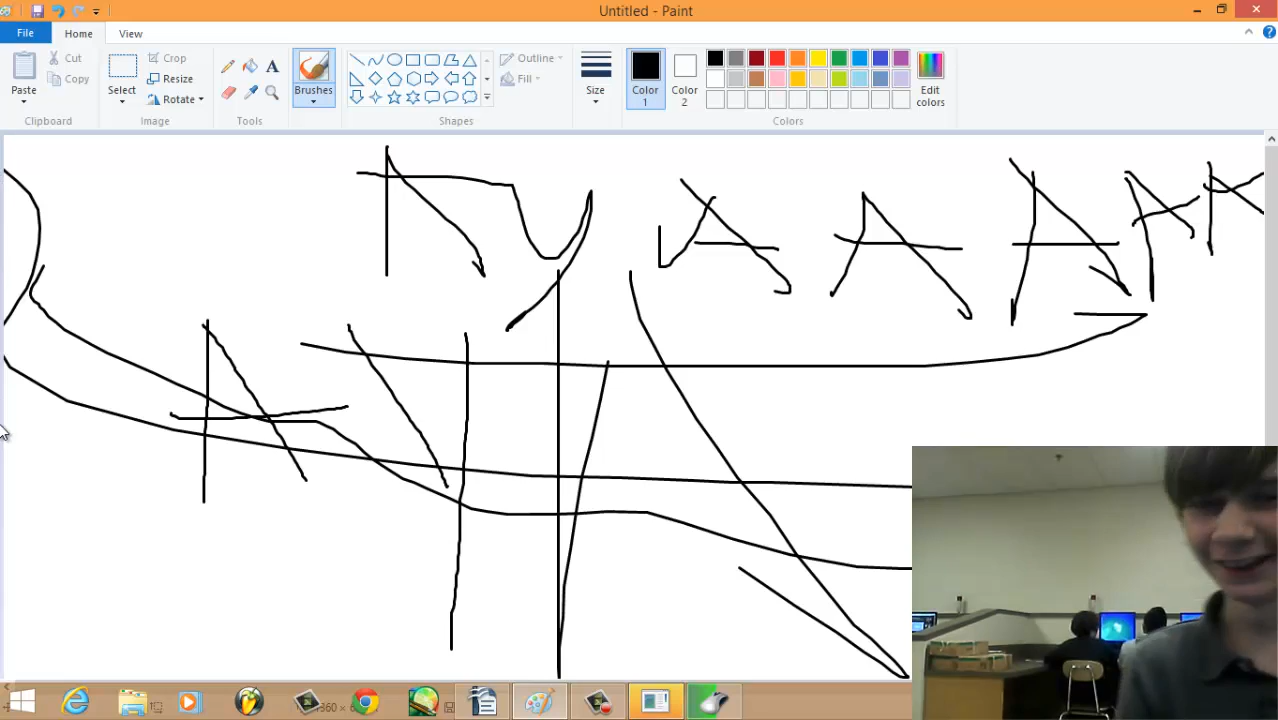 Untitled - Paint
File Home View
Cut
Copy
Paste
Clipboard
Select
Crop
Resize
Rotate
Image
Tools
Brushes
Shapes
Outline
Fill
Size
Color 1
Color 2
Edit colors
Colors
A A A A A
A